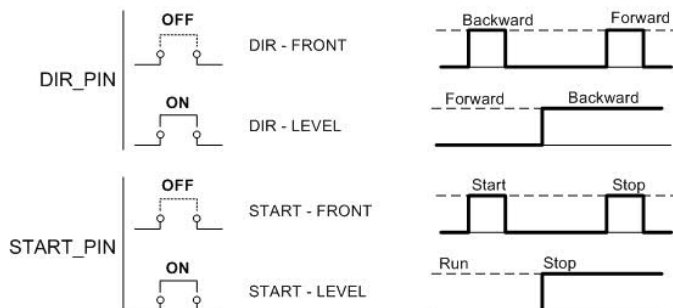 OFF
DIR - FRONT
Backward
Forward
DIR_PIN
ON
DIR - LEVEL
Forward
Backward
OFF
START - FRONT
Start
Stop
START_PIN
ON
START - LEVEL
Run
Stop